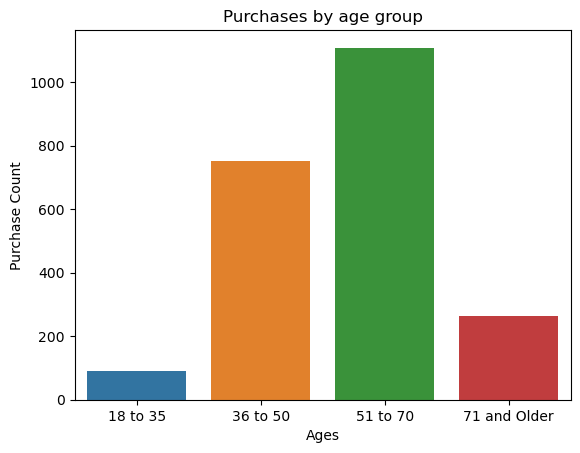 Purchases by age group
Purchase Count
1000
800
600
400
200
0
18 to 35
36 to 50
51 to 70
71 and Older
Ages